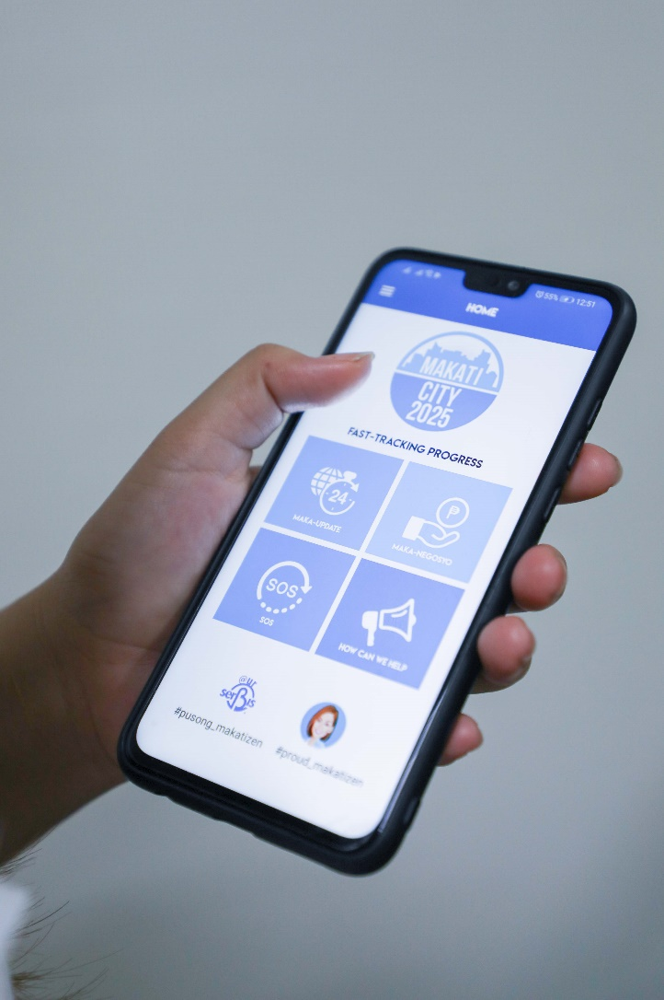 55% 12:51
HOME
MAKATI
CITY
2025
FAST-TRACKING PROGRESS
24
MAKA-UPDATE
₱
MAKA-NEGOSYO
SOS
SOS
HOW CAN WE HELP
@ur
serBis
#pusong_makatizen
#proud_makatizen